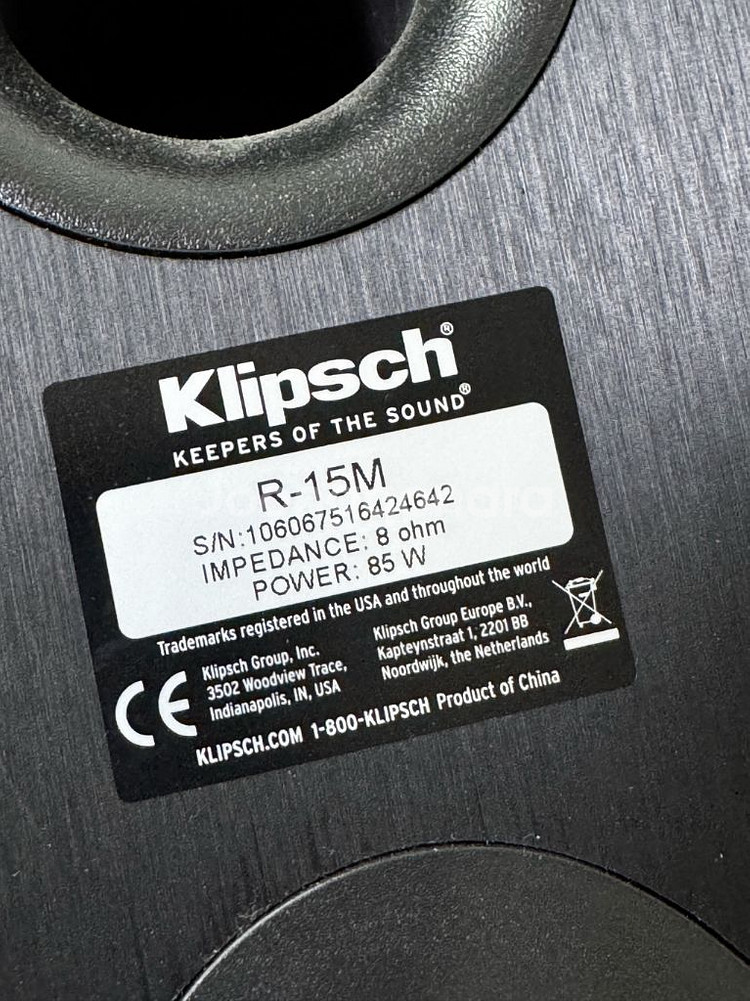 Klipsch®
KEEPERS OF THE SOUND®
R-15M
S/N:106067516424642
IMPEDANCE: 8 ohm
POWER: 85 W
Trademarks registered in the USA and throughout the world
Klipsch Group, Inc.
3502 Woodview Trace,
Indianapolis, IN, USA
Klipsch Group Europe B.V.,
Kapteynstraat 1, 2201 BB
Noordwijk, the Netherlands
CE
KLIPSCH.COM 1-800-KLIPSCH Product of China